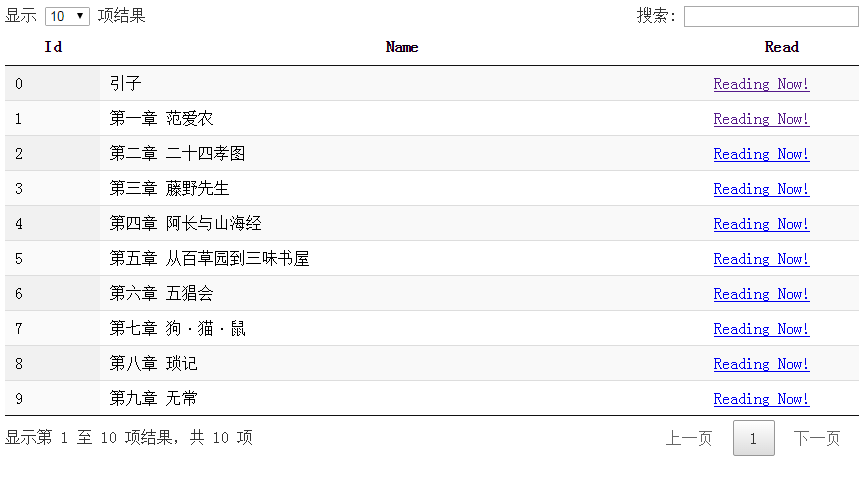 显示 10 项结果 搜索:
Id Name Read
0 引子 Reading Now!
1 第一章 范爱农 Reading Now!
2 第二章 二十四孝图 Reading Now!
3 第三章 藤野先生 Reading Now!
4 第四章 阿长与山海经 Reading Now!
5 第五章 从百草园到三味书屋 Reading Now!
6 第六章 五猖会 Reading Now!
7 第七章 狗·猫·鼠 Reading Now!
8 第八章 琐记 Reading Now!
9 第九章 无常 Reading Now!
显示第 1 至 10 项结果，共 10 项 上一页 1 下一页